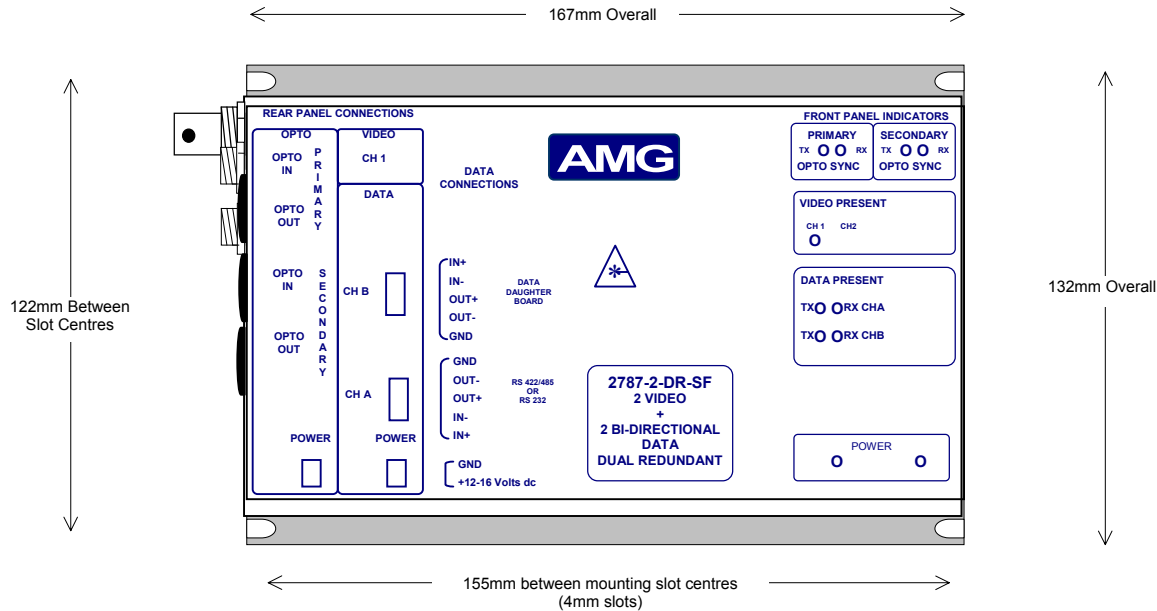 167mm Overall
REAR PANEL CONNECTIONS
FRONT PANEL INDICATORS
OPTO
VIDEO
OPTO
IN
PRIMARY
CH 1
OPTO
OUT
DATA
OPTO
IN
SECONDARY
OPTO
OUT
CH B
CH A
POWER
POWER
DATA
CONNECTIONS
IN+
IN-
OUT+
OUT-
GND
DATA
DAUGHTER
BOARD
GND
OUT-
OUT+
IN-
IN+
RS 422/485
OR
RS 232
GND
+12-16 Volts dc
AMG
2787-2-DR-SF
2 VIDEO
+
2 BI-DIRECTIONAL
DATA
DUAL REDUNDANT
PRIMARY
TX O O RX
OPTO SYNC
SECONDARY
TX O O RX
OPTO SYNC
VIDEO PRESENT
CH 1 CH2
O
DATA PRESENT
TXO ORX CHA
TXO ORX CHB
POWER
O O
122mm Between
Slot Centres
132mm Overall
155mm between mounting slot centres
(4mm slots)